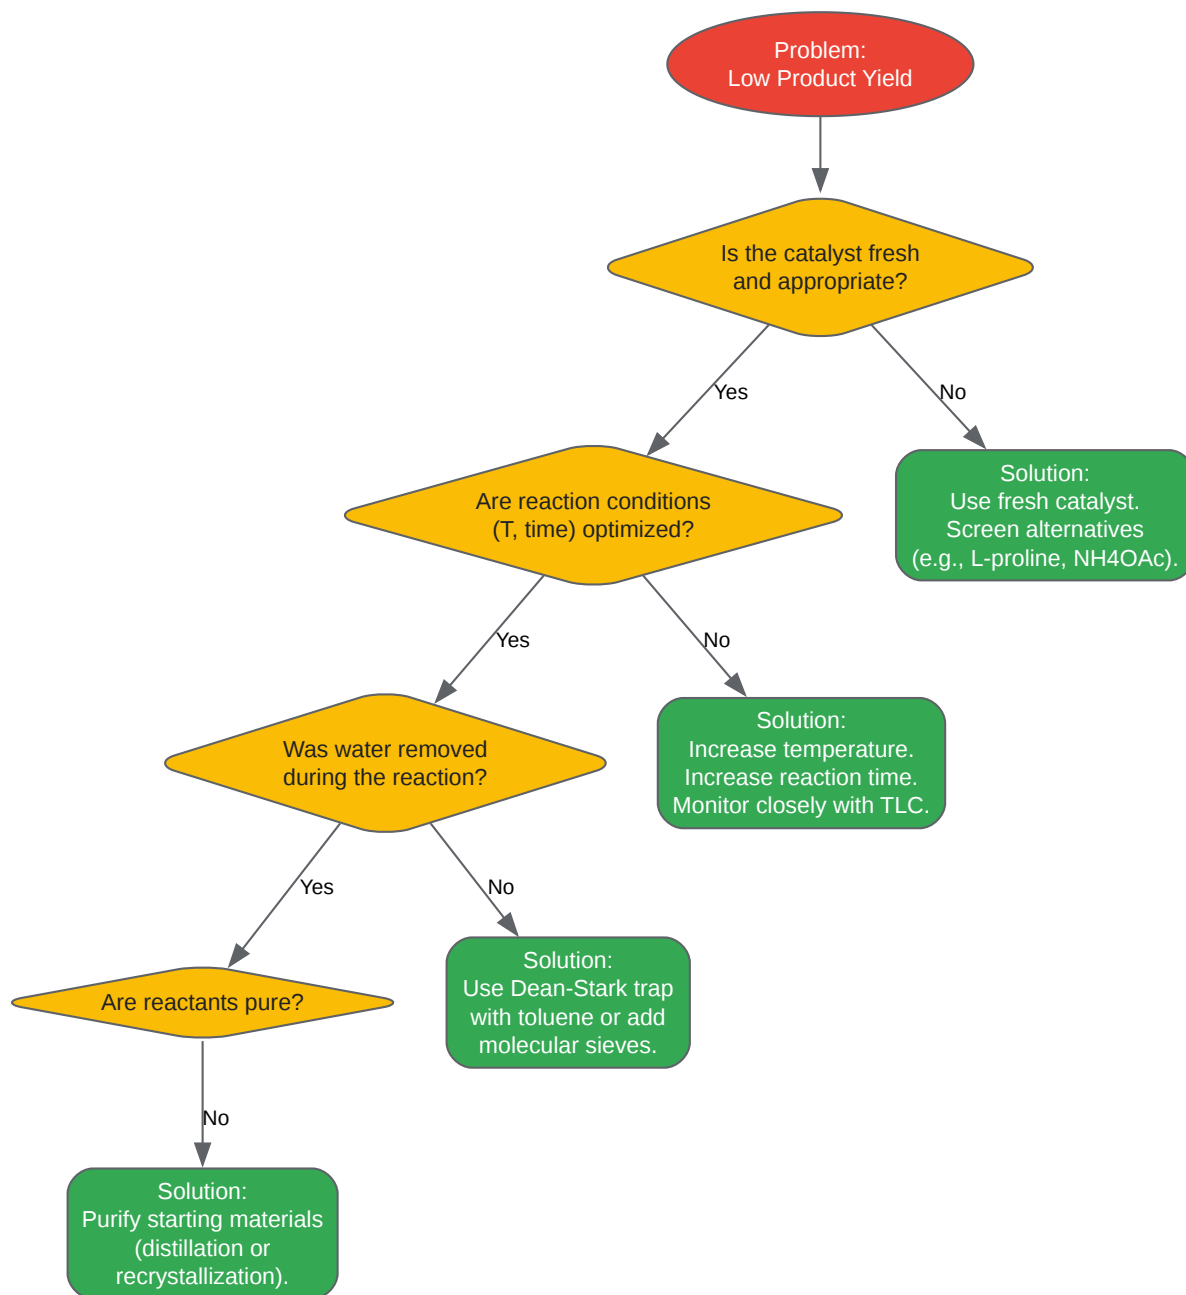 Problem:
Low Product Yield
Is the catalyst fresh
and appropriate?
Yes
No
Are reaction conditions
(T, time) optimized?
Solution:
Use fresh catalyst.
Screen alternatives
(e.g., L-proline, NH4OAc).
Yes
No
Was water removed
during the reaction?
Solution:
Increase temperature.
Increase reaction time.
Monitor closely with TLC.
Yes
No
Are reactants pure?
Solution:
Use Dean-Stark trap
with toluene or add
molecular sieves.
No
Solution:
Purify starting materials
(distillation or
recrystallization).